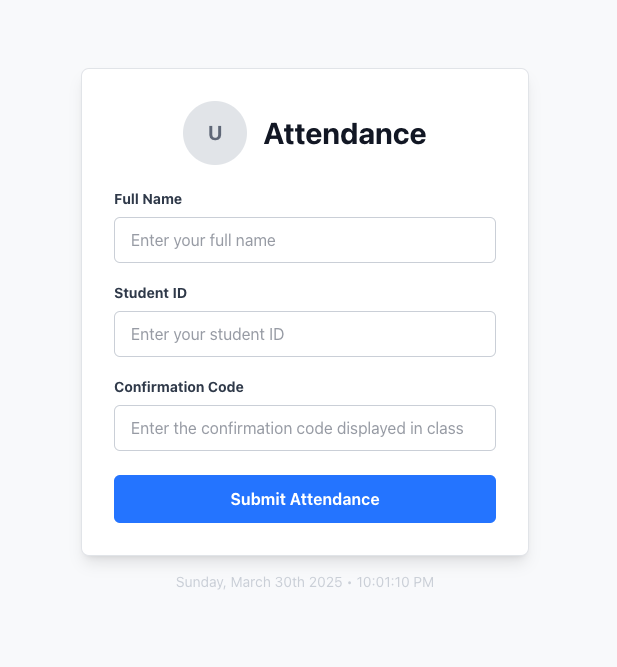 U
Attendance
Full Name
Enter your full name
Student ID
Enter your student ID
Confirmation Code
Enter the confirmation code displayed in class
Submit Attendance
Sunday, March 30th 2025 • 10:01:10 PM